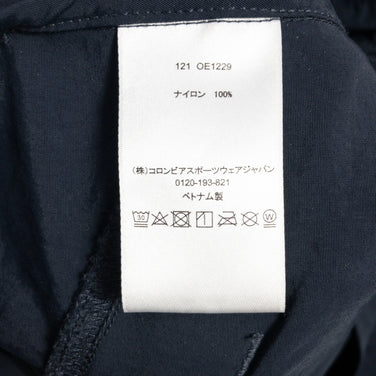 121 OE1229
ナイロン 100%
(株)コロンビアスポーツウェアジャパン
0120-193-821
ベトナム製
30 W